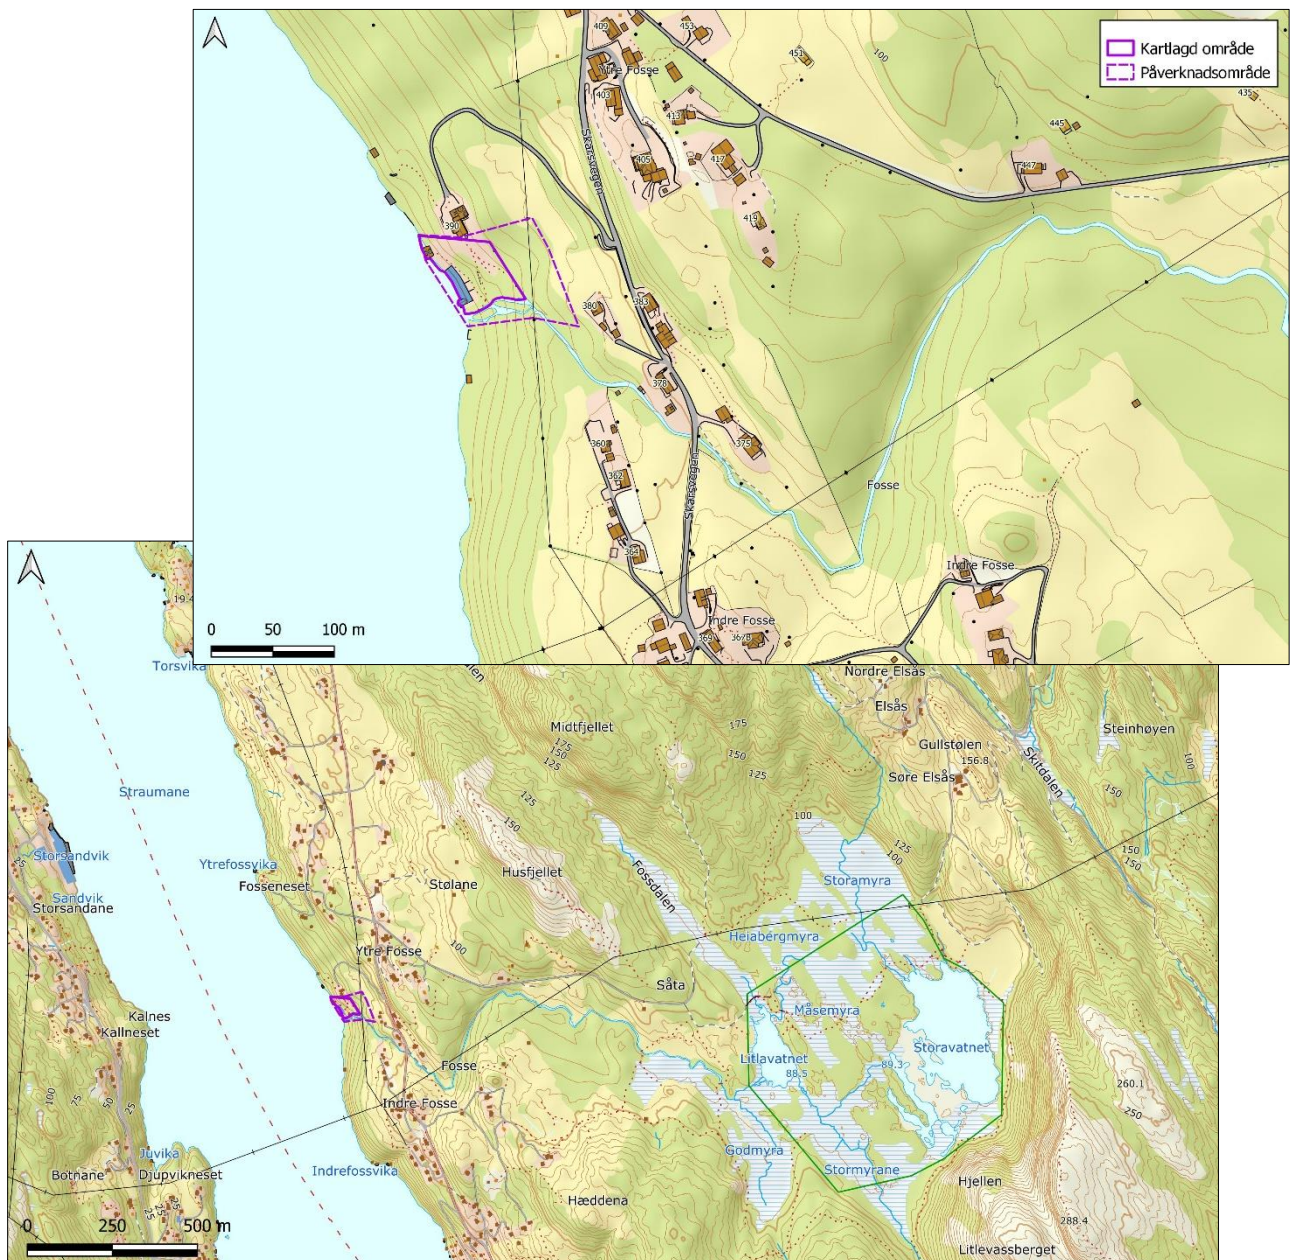 Kartlagd område
Påverknadsområde
409
453
451
100
435
Ytre Fosse
403
413
445
405
417
447
Skarsvegen
419
390
380
383
378
375
360
362
Skarsvegen
Fosse
364
Indre Fosse
Indre Fosse
369
367B
0 50 100 m
Torsvika
Nordre Elsås
Elsås
Midtfjellet
175
150
125
Steinhøyen
Gullstølen
156.8
Skitdalen
100
Søre Elsås
Straumane
125
150
100
125
100
150
150
Storsandvik
25
Sandvik
Storsandane
Ytrefossvika
Fosseneset
Stølane
Husfjellet
Fossdalen
Storamyra
Heiabergmyra
Ytre Fosse
100
Såta
Måsemyra
Kalnes
Kallneset
Storavatnet
Litlavatnet
88.5
89.3
Fosse
260.1
250
100
75
50
25
Indre Fosse
Juvika
Botnane
Djupvikneset
Indrefossvika
Godmyra
Stormyrane
Hjellen
Hæddena
25
25
25
288.4
Litlevassberget
0 250 500 m